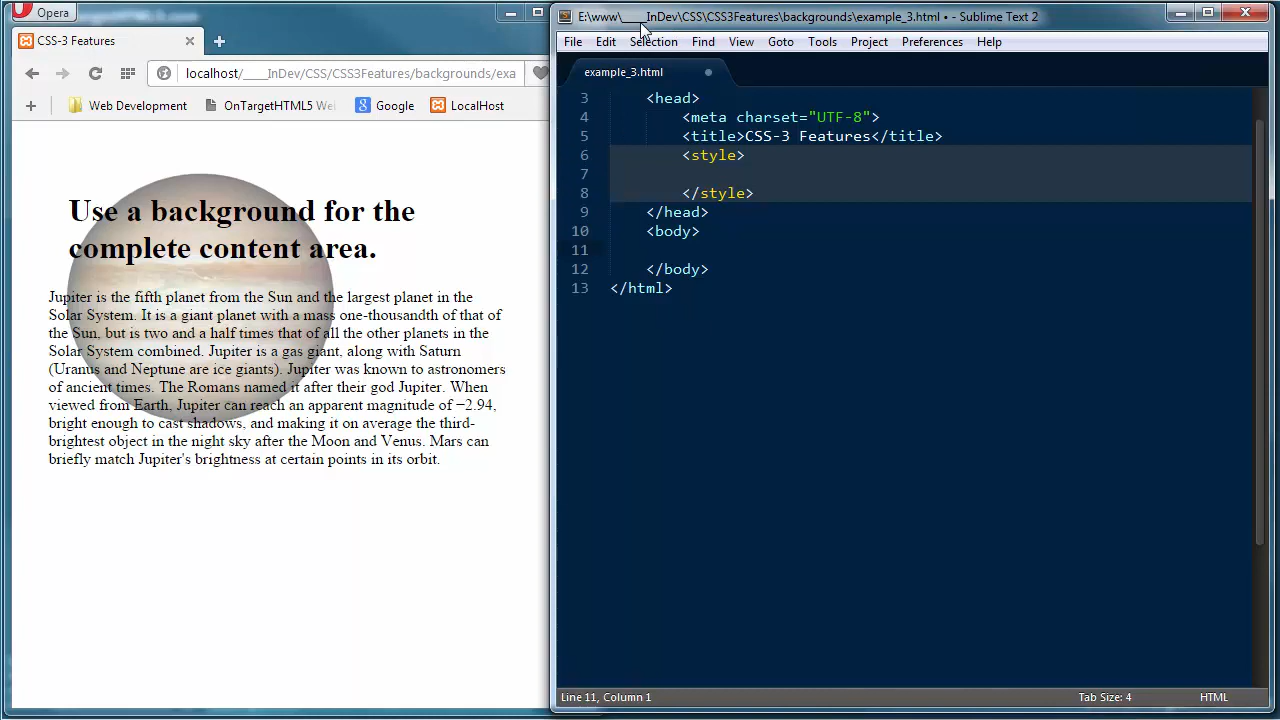 Opera
CSS-3 Features
localhost/____InDev/CSS/CSS3Features/backgrounds/exa
Web Development
OnTargetHTML5 We
Google
LocalHost
Use a background for the
complete content area.
Jupiter is the fifth planet from the Sun and the largest planet in the
Solar System. It is a giant planet with a mass one-thousandth of that of
the Sun, but is two and a half times that of all the other planets in the
Solar System combined. Jupiter is a gas giant, along with Saturn
(Uranus and Neptune are ice giants). Jupiter was known to astronomers
of ancient times. The Romans named it after their god Jupiter. When
viewed from Earth, Jupiter can reach an apparent magnitude of −2.94,
bright enough to cast shadows, and making it on average the third-
brightest object in the night sky after the Moon and Venus. Mars can
briefly match Jupiter's brightness at certain points in its orbit.
E:\www\____InDev\CSS\CSS3Features\backgrounds\example_3.html • - Sublime Text 2
File Edit Selection Find View Goto Tools Project Preferences Help
example_3.html
3 <head>
4 <meta charset="UTF-8">
5 <title>CSS-3 Features</title>
6 <style>
7
8 </style>
9 </head>
10 <body>
11
12 </body>
13 </html>
Line 11, Column 1
Tab Size: 4
HTML